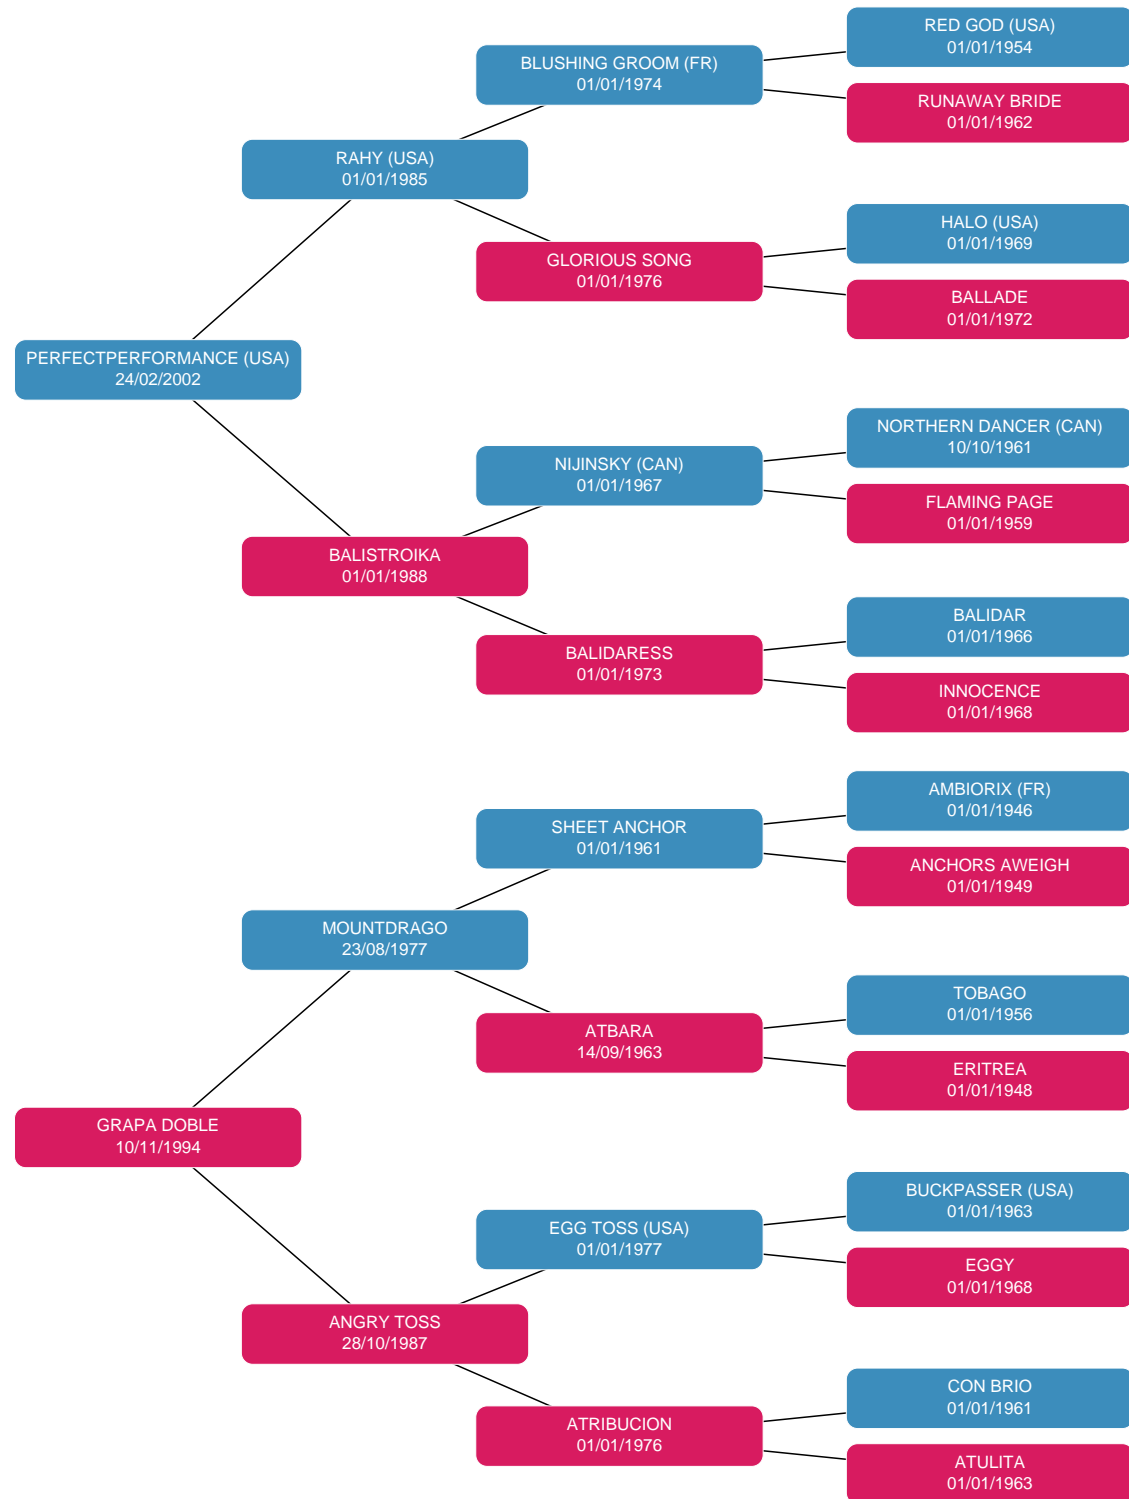 RED GOD (USA)
01/01/1954
BLUSHING GROOM (FR)
01/01/1974
RUNAWAY BRIDE
01/01/1962
RAHY (USA)
01/01/1985
HALO (USA)
01/01/1969
GLORIOUS SONG
01/01/1976
BALLADE
01/01/1972
PERFECTPERFORMANCE (USA)
24/02/2002
NORTHERN DANCER (CAN)
10/10/1961
NIJINSKY (CAN)
01/01/1967
FLAMING PAGE
01/01/1959
BALISTROIKA
01/01/1988
BALIDAR
01/01/1966
BALIDARESS
01/01/1973
INNOCENCE
01/01/1968
AMBIORIX (FR)
01/01/1946
SHEET ANCHOR
01/01/1961
ANCHORS AWEIGH
01/01/1949
MOUNTDRAGO
23/08/1977
TOBAGO
01/01/1956
ATBARA
14/09/1963
ERITREA
01/01/1948
GRAPA DOBLE
10/11/1994
BUCKPASSER (USA)
01/01/1963
EGG TOSS (USA)
01/01/1977
EGGY
01/01/1968
ANGRY TOSS
28/10/1987
CON BRIO
01/01/1961
ATRIBUCION
01/01/1976
ATULITA
01/01/1963